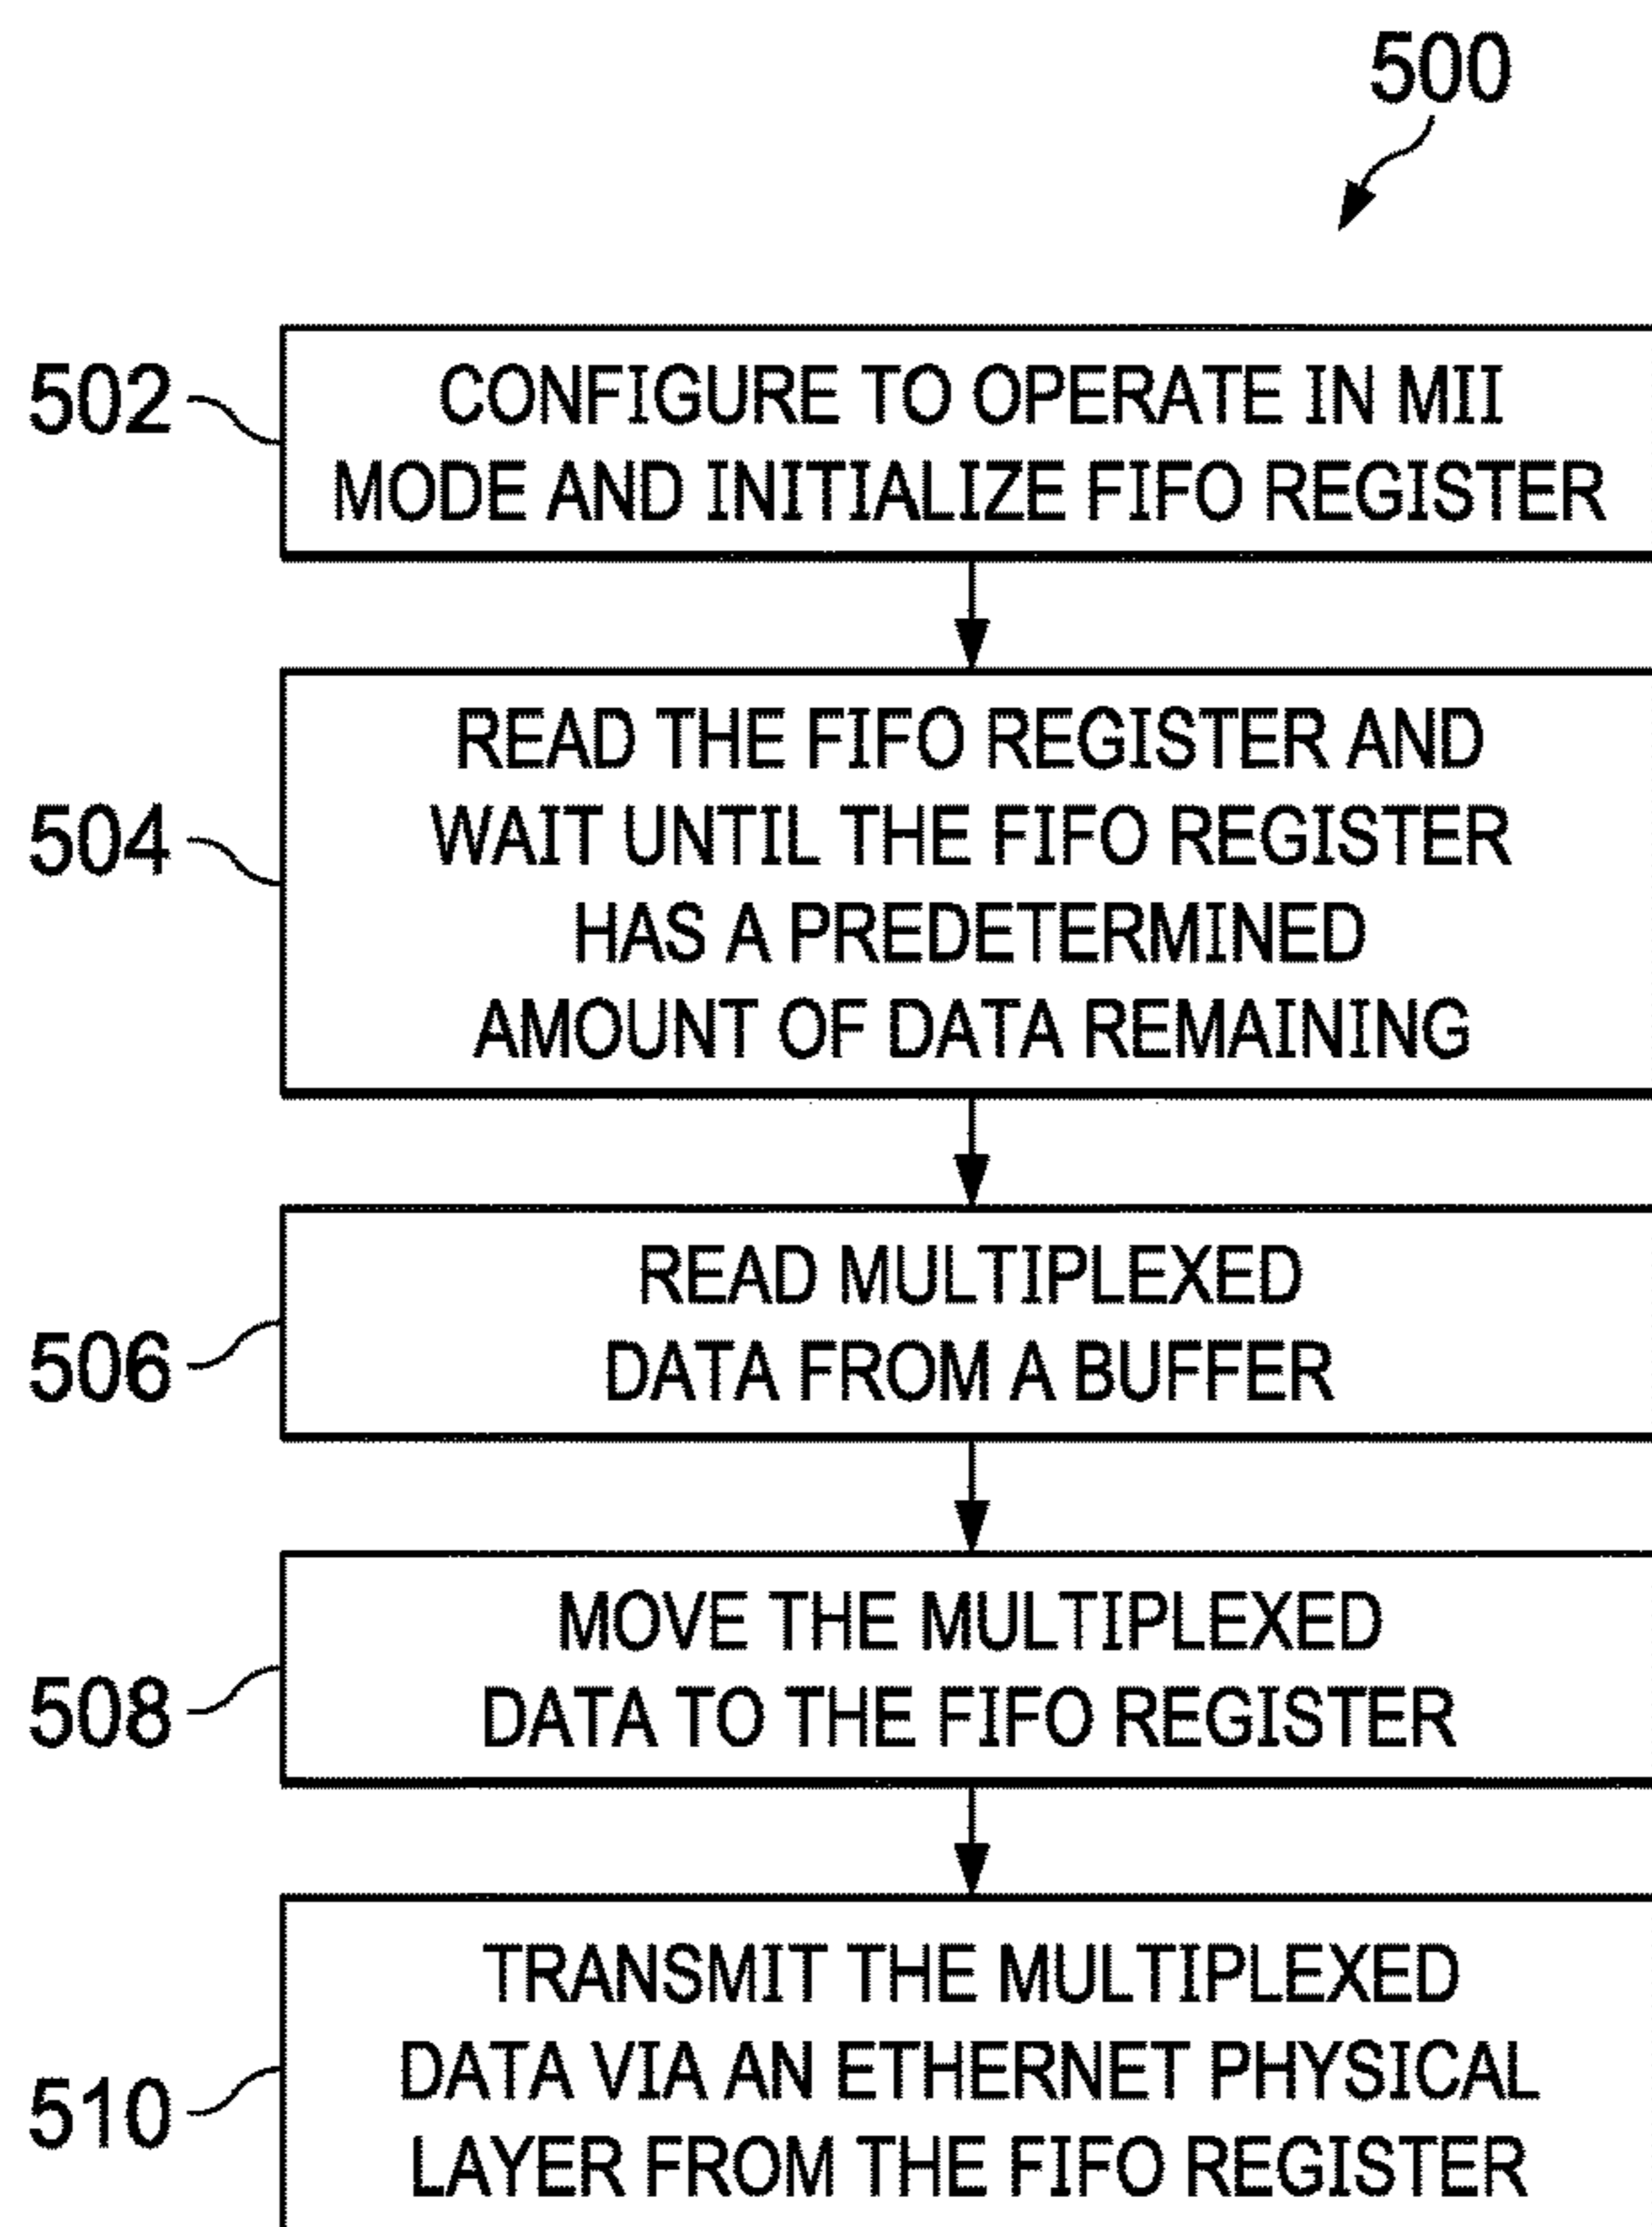 500
502
CONFIGURE TO OPERATE IN MII
MODE AND INITIALIZE FIFO REGISTER
504
READ THE FIFO REGISTER AND
WAIT UNTIL THE FIFO REGISTER
HAS A PREDETERMINED
AMOUNT OF DATA REMAINING
506
READ MULTIPLEXED
DATA FROM A BUFFER
508
MOVE THE MULTIPLEXED
DATA TO THE FIFO REGISTER
510
TRANSMIT THE MULTIPLEXED
DATA VIA AN ETHERNET PHYSICAL
LAYER FROM THE FIFO REGISTER